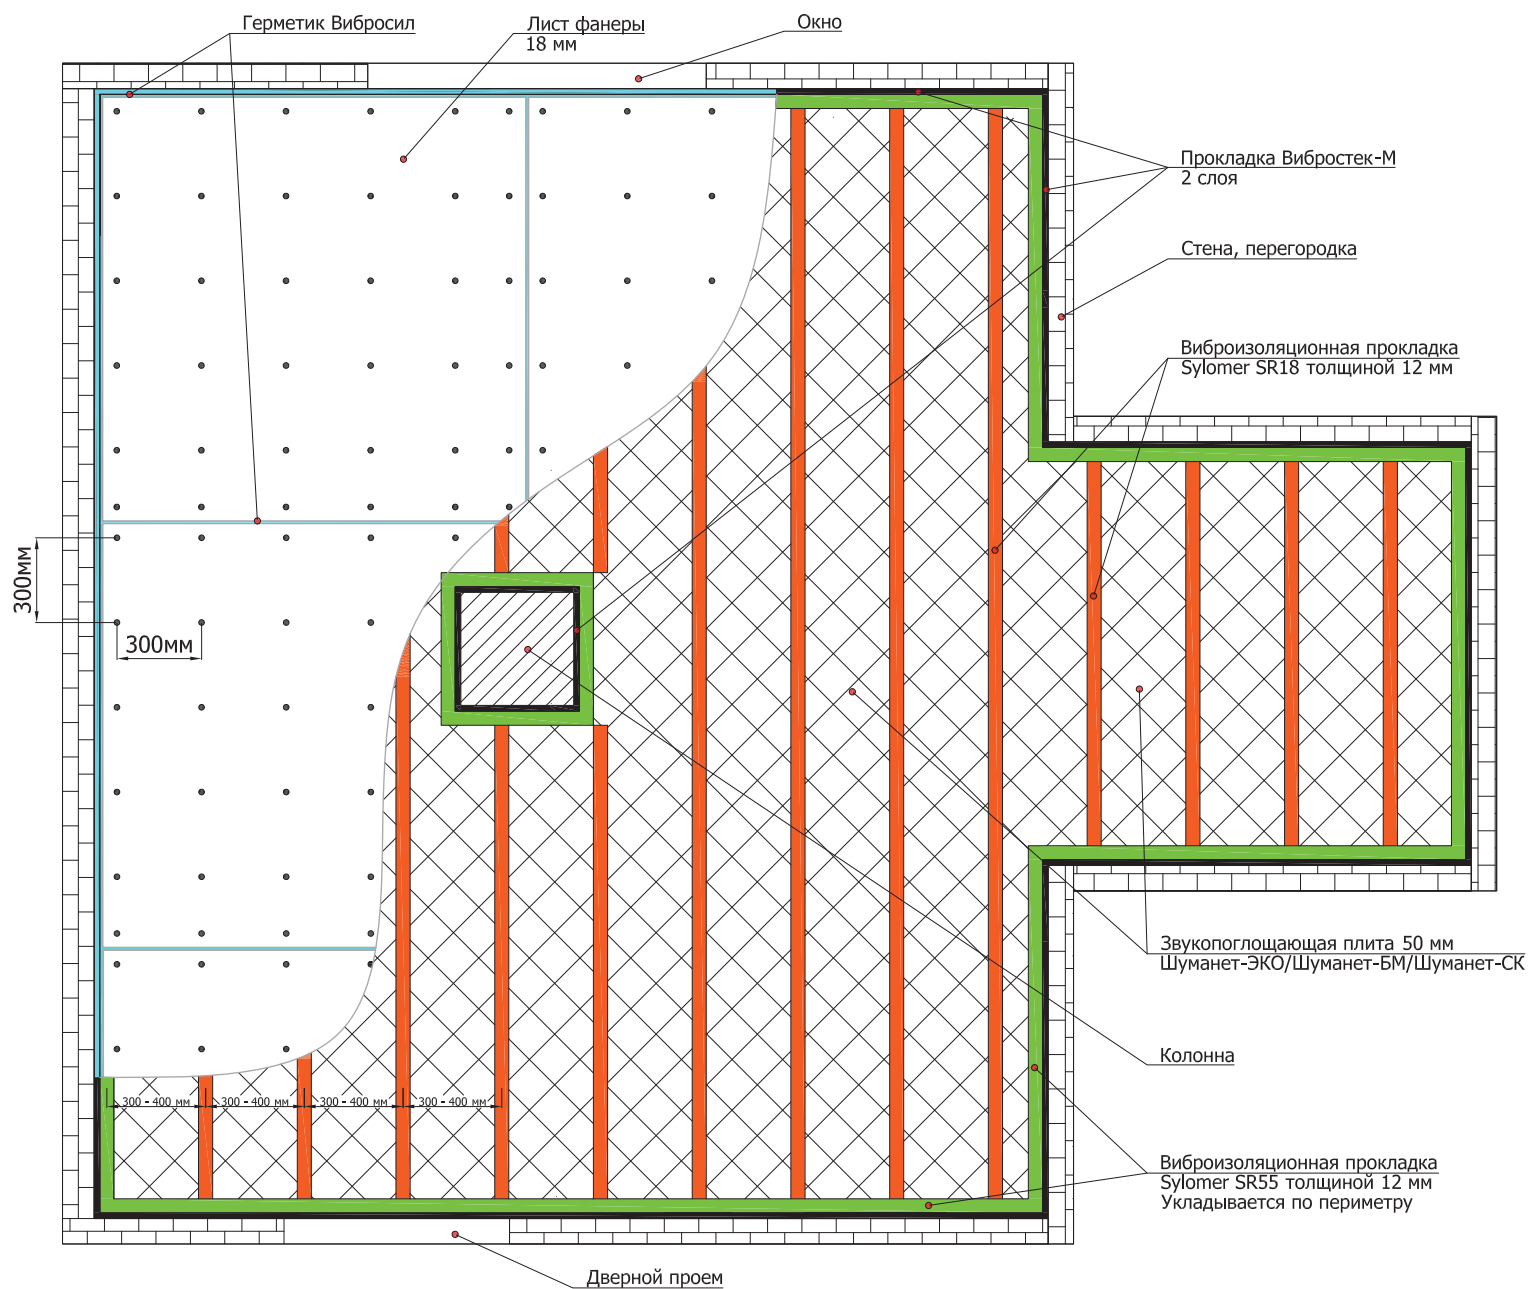 Герметик Вибросил
Лист фанеры
18 мм
Окно
Прокладка Вибростек-М
2 слоя
Стена, перегородка
Виброизоляционная прокладка
Sylomer SR18 толщиной 12 мм
300мм
300мм
Звукопоглощающая плита 50 мм
Шуманет-ЭКО/Шуманет-БМ/Шуманет-СК
Колонна
300 - 400 мм
300 - 400 мм
300 - 400 мм
300 - 400 мм
Виброизоляционная прокладка
Sylomer SR55 толщиной 12 мм
Укладывается по периметру
Дверной проем